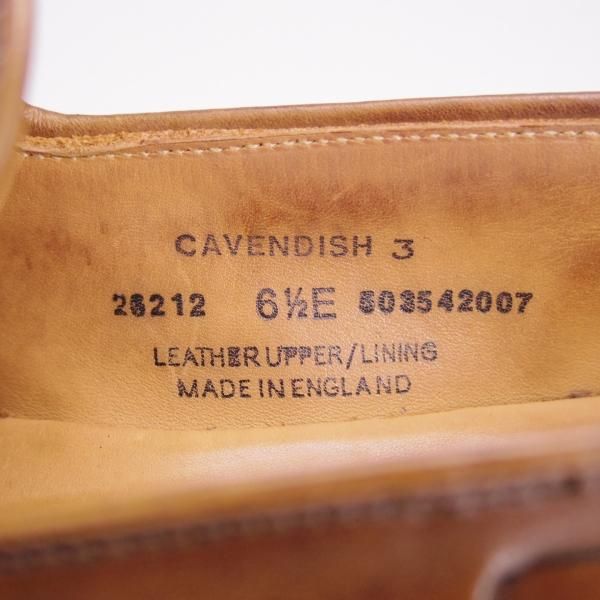 CAVENDISH 3
26212 6½E 503542007
LEATHER UPPER/LINING
MADE IN ENGLAND